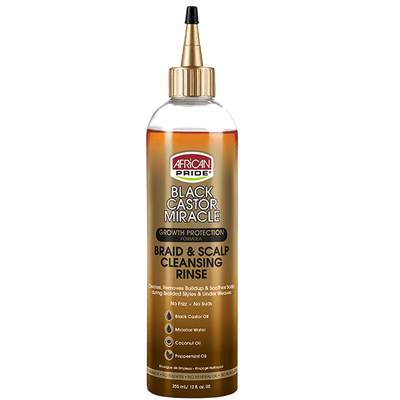 AFRICAN
PRIDE®
BLACK
CASTOR
MIRACLE
GROWTH PROTECTION
FORMULA
BRAID & SCALP
CLEANSING
RINSE
Cleanse, Removes Buildup & Soothes Scalp
during Braided Styles & Under Weaves
No Frizz • No Suds
Black Castor Oil
Micellar Water
Coconut Oil
Peppermint Oil
355 mL/ 12 fl oz. US